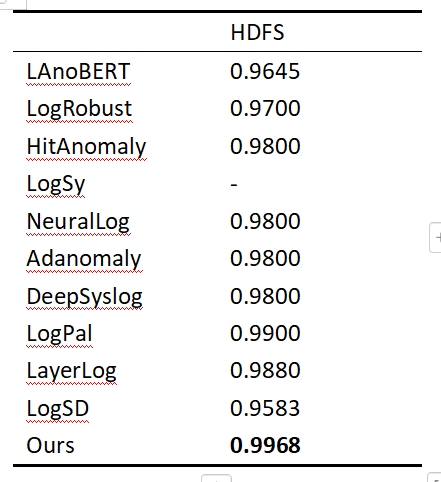 HDFS
LAnoBERT 0.9645
LogRobust 0.9700
HitAnomaly 0.9800
LogSy -
NeuralLog 0.9800
Adanomaly 0.9800
DeepSyslog 0.9800
LogPal 0.9900
LayerLog 0.9880
LogSD 0.9583
Ours 0.9968